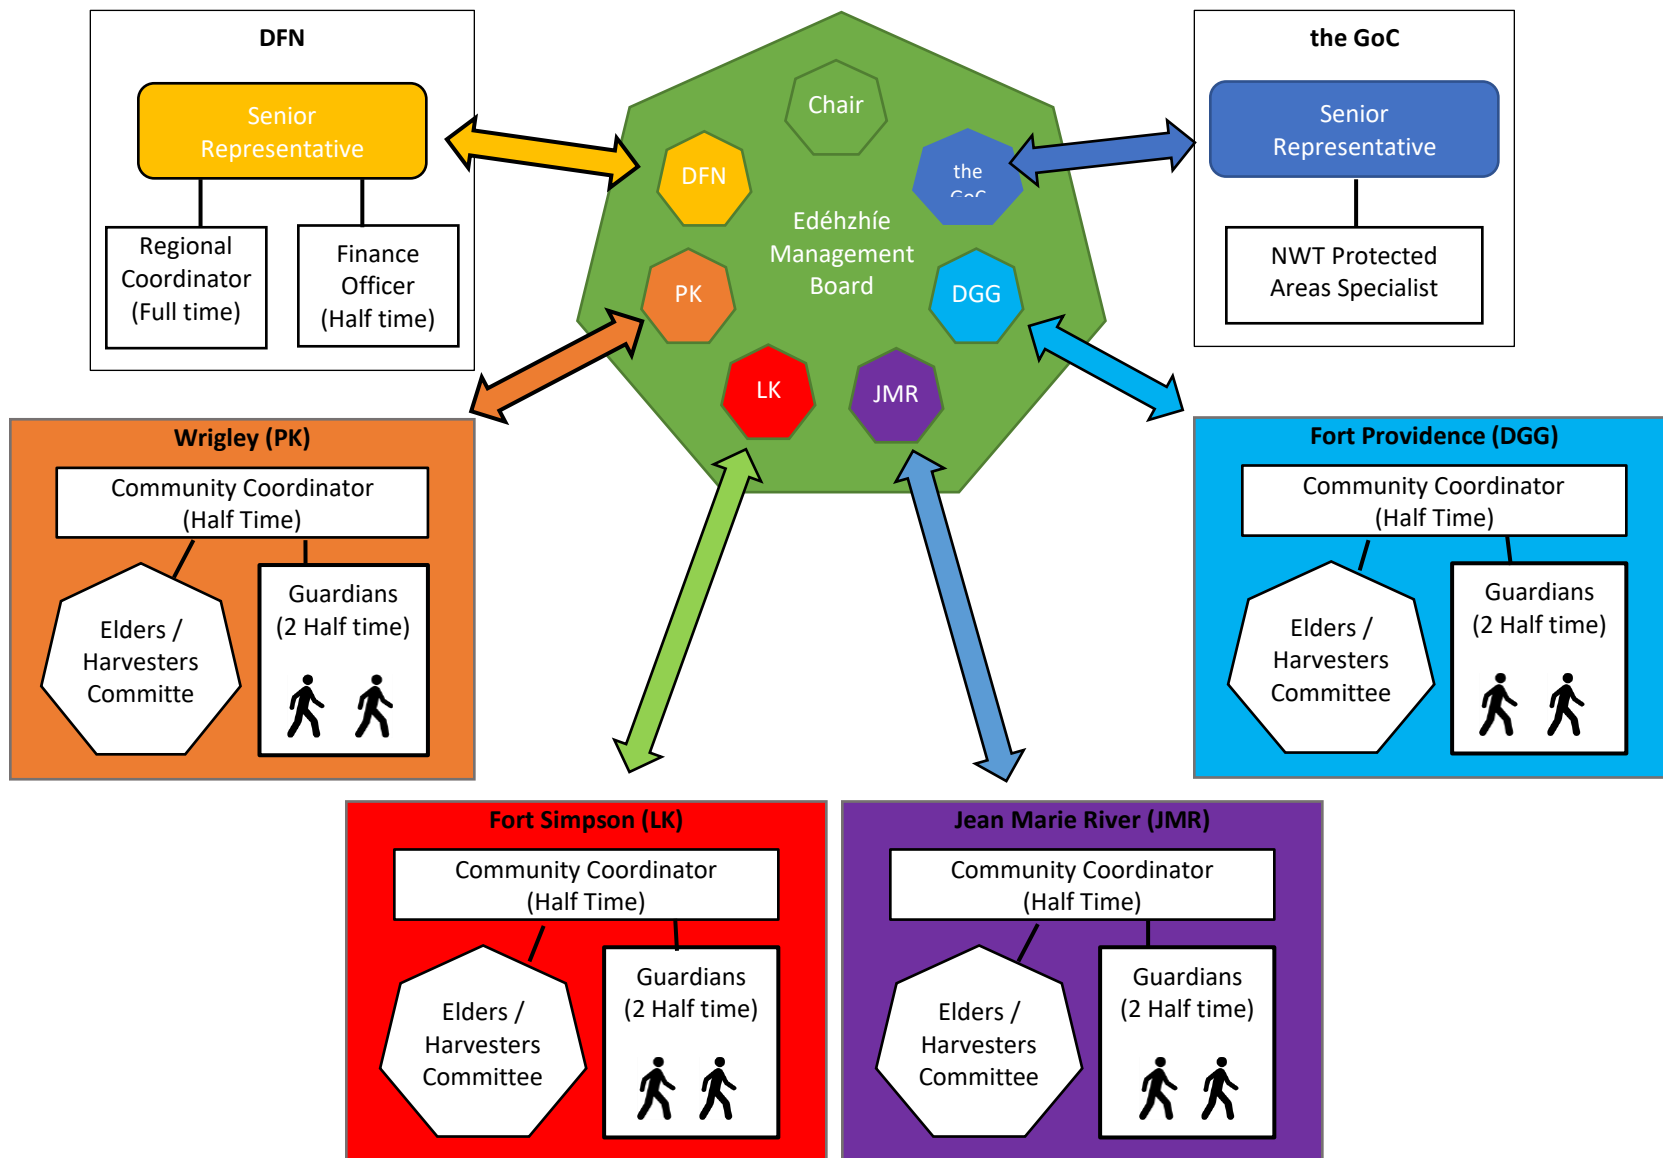 DFN
Senior
Representative
Regional
Coordinator
(Full time)
Finance
Officer
(Half time)
Chair
DFN
the
GoC
Edéhzhíe
Management
Board
PK
DGG
LK
JMR
the GoC
Senior
Representative
NWT Protected
Areas Specialist
Wrigley (PK)
Community Coordinator
(Half Time)
Elders /
Harvesters
Committe
Guardians
(2 Half time)
Fort Providence (DGG)
Community Coordinator
(Half Time)
Elders /
Harvesters
Committee
Guardians
(2 Half time)
Fort Simpson (LK)
Community Coordinator
(Half Time)
Elders /
Harvesters
Committee
Guardians
(2 Half time)
Jean Marie River (JMR)
Community Coordinator
(Half Time)
Elders /
Harvesters
Committee
Guardians
(2 Half time)